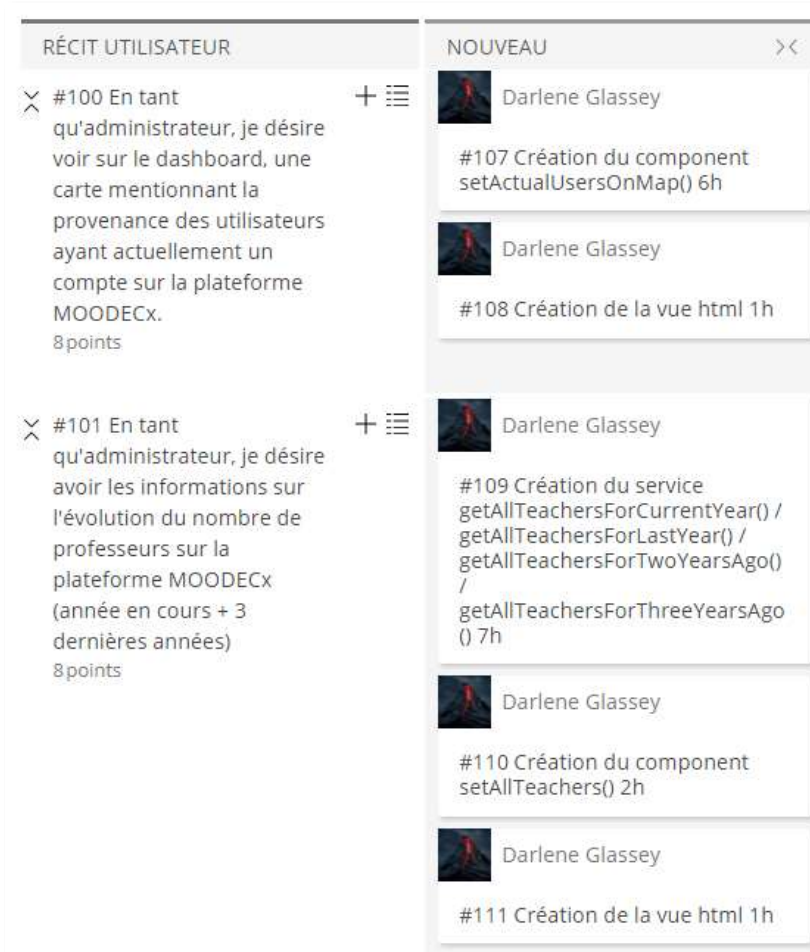 RÉCIT UTILISATEUR
NOUVEAU
#100 En tant
qu'administrateur, je désire
voir sur le dashboard, une
carte mentionnant la
provenance des utilisateurs
ayant actuellement un
compte sur la plateforme
MOODECx.
8 points
Darlene Glassey
#107 Création du component
setActualUsersOnMap() 6h
Darlene Glassey
#108 Création de la vue html 1h
#101 En tant
qu'administrateur, je désire
avoir les informations sur
l'évolution du nombre de
professeurs sur la
plateforme MOODECx
(année en cours + 3
dernières années)
8 points
Darlene Glassey
#109 Création du service
getAllTeachersForCurrentYear() /
getAllTeachersForLastYear() /
getAllTeachersForTwoYearsAgo()
/
getAllTeachersForThreeYearsAgo
() 7h
Darlene Glassey
#110 Création du component
setAllTeachers() 2h
Darlene Glassey
#111 Création de la vue html 1h